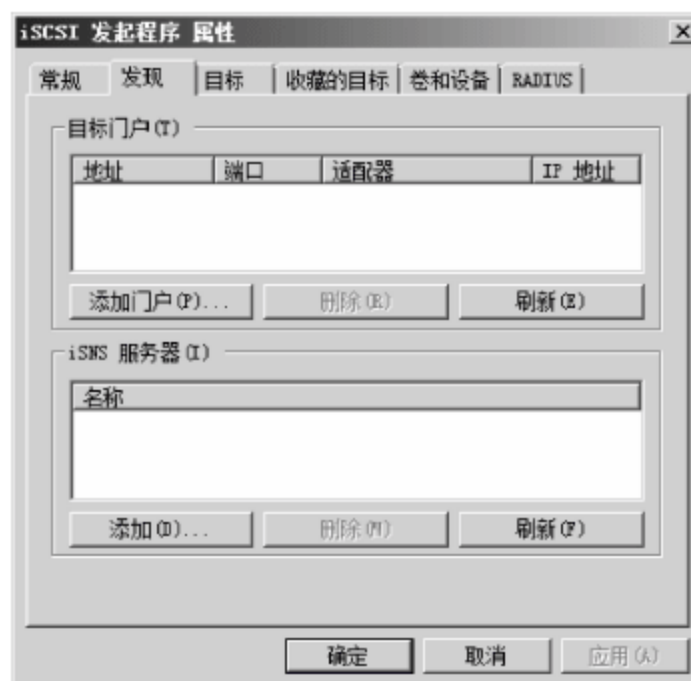 iSCSI 发起程序 属性
常规 发现 目标 收藏的目标 卷和设备 RADIUS
目标门户(T)
地址 端口 适配器 IP 地址
添加门户(P)... 删除(R) 刷新(E)
iSNS 服务器(I)
名称
添加(D)... 删除(M) 刷新(F)
确定 取消 应用(A)